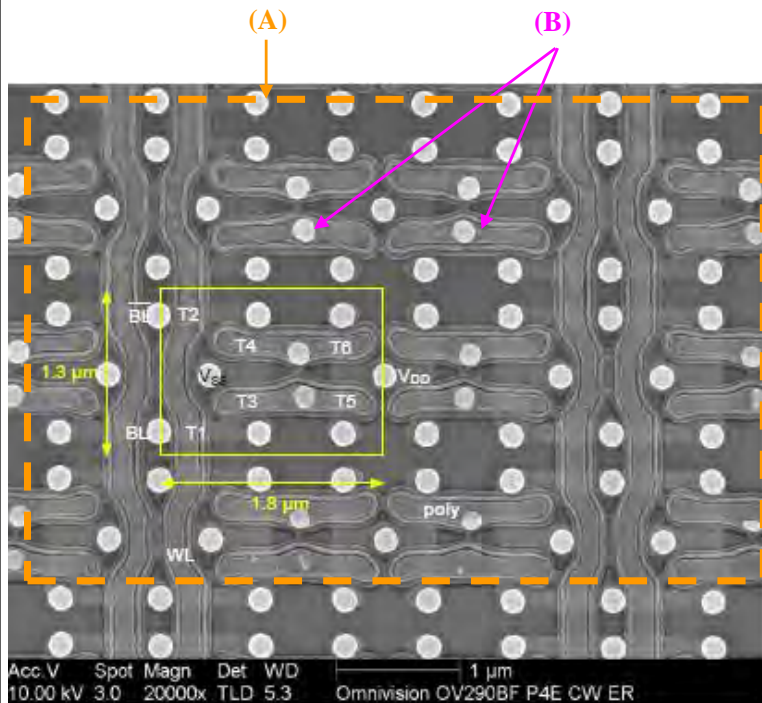 (A) (B)
BL T2
T4 T6
1.3 µm VSS VDD
T3 T5
BL T1
1.8 µm
poly
WL
Acc.V Spot Magn Det WD 1 µm
10.00 kV 3.0 20000x TLD 5.3 Omnivision OV290BF P4E CW ER